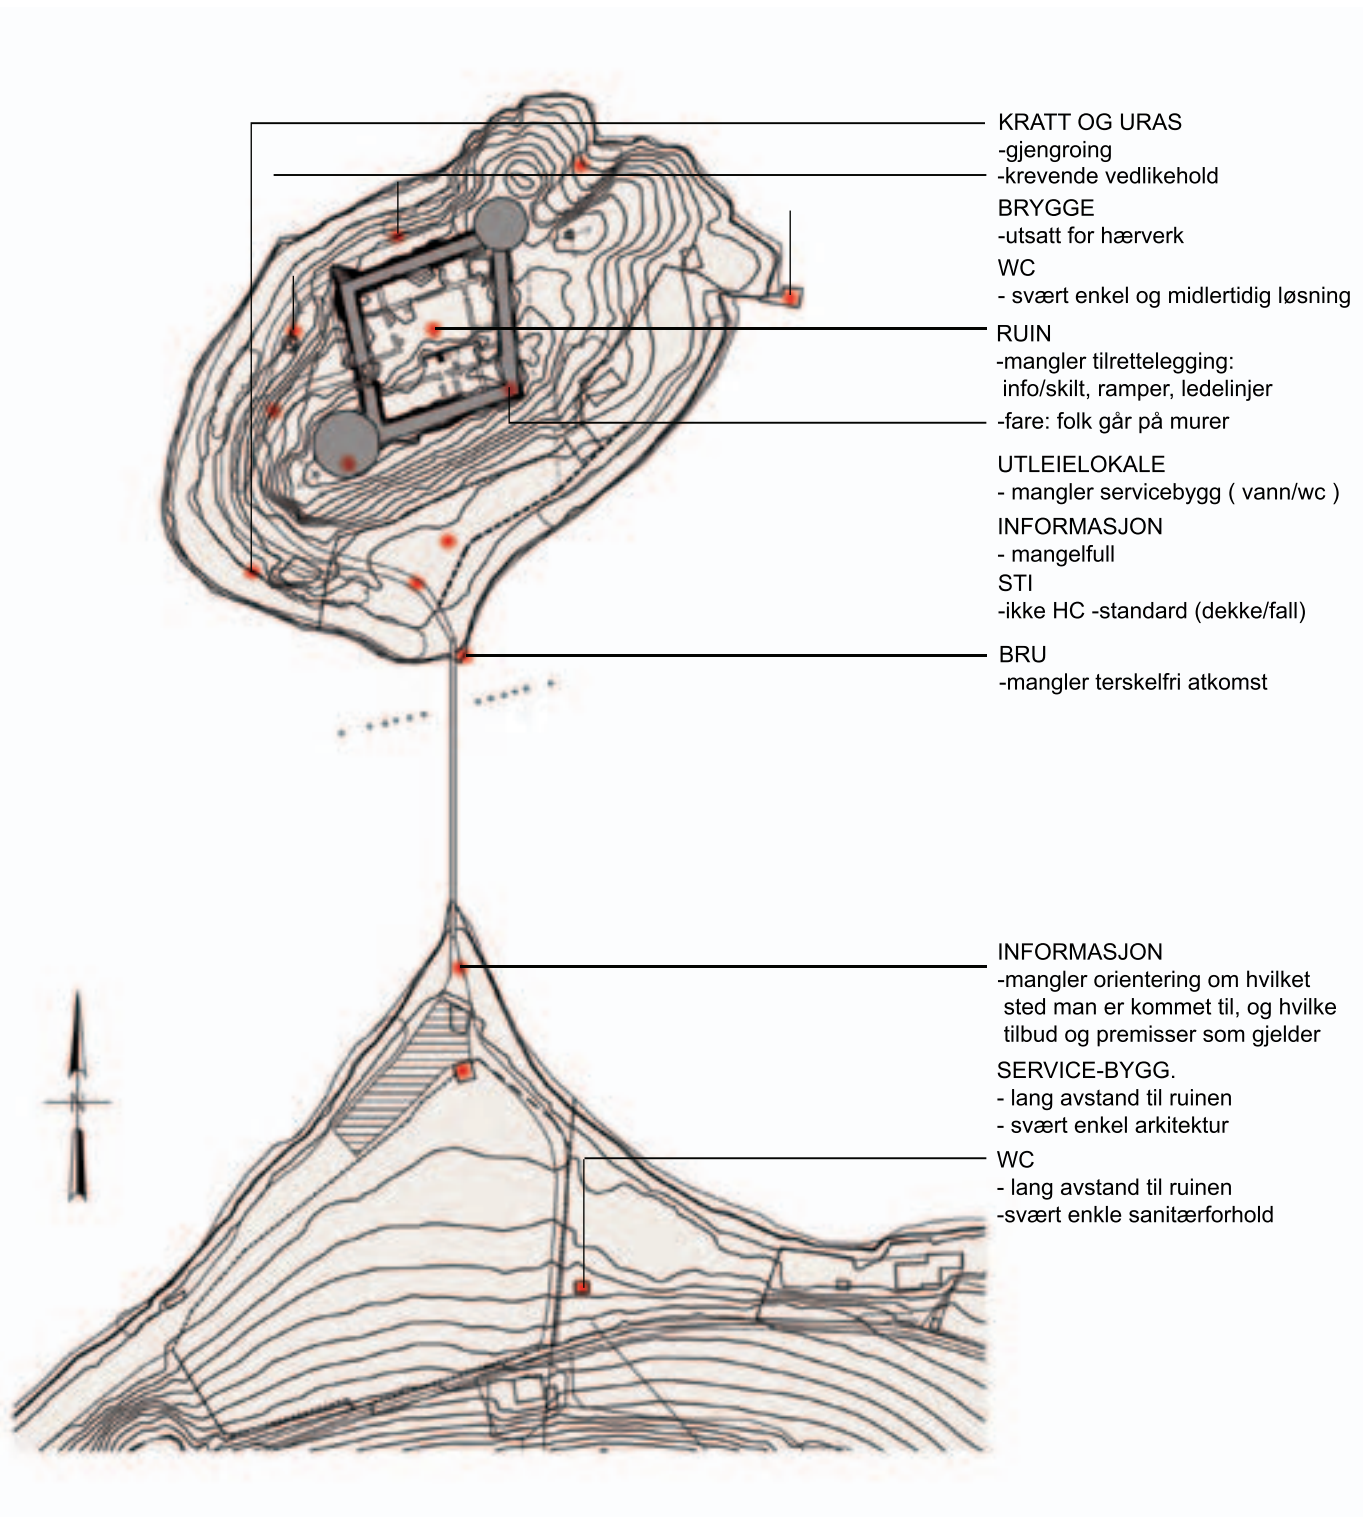 KRATT OG URAS
-gjengroing
-krevende vedlikehold
BRYGGE
-utsatt for hærverk
WC
- svært enkel og midlertidig løsning
RUIN
-mangler tilrettelegging:
info/skilt, ramper, ledelinjer
-fare: folk går på murer
UTLEIELOKALE
- mangler servicebygg ( vann/wc )
INFORMASJON
- mangelfull
STI
-ikke HC -standard (dekke/fall)
BRU
-mangler terskelfri atkomst
INFORMASJON
-mangler orientering om hvilket
sted man er kommet til, og hvilke
tilbud og premisser som gjelder
SERVICE-BYGG.
- lang avstand til ruinen
- svært enkel arkitektur
WC
- lang avstand til ruinen
-svært enkle sanitærforhold
N